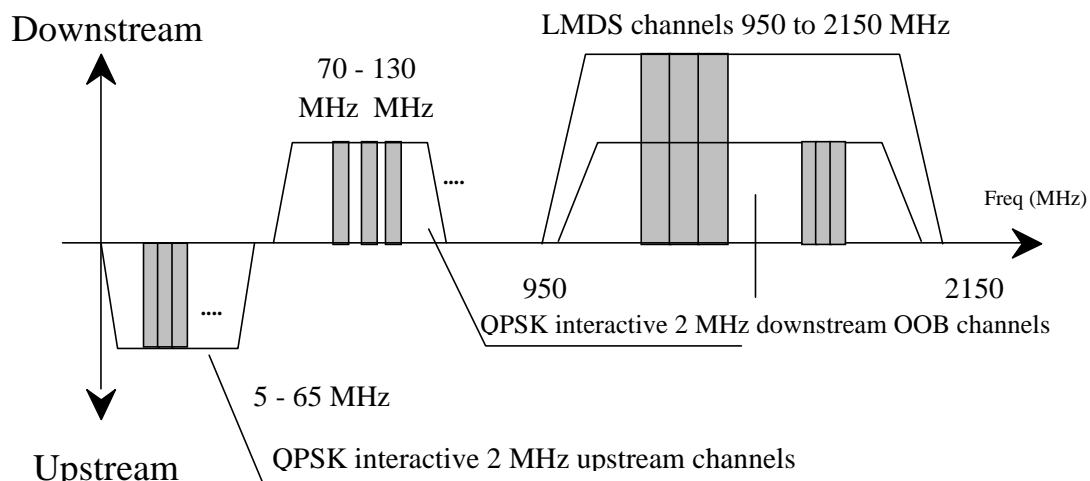 Downstream
LMDS channels 950 to 2150 MHz
70 - 130
MHz MHz
....
Freq (MHz)
950
2150
....
QPSK interactive 2 MHz downstream OOB channels
5 - 65 MHz
QPSK interactive 2 MHz upstream channels
Upstream